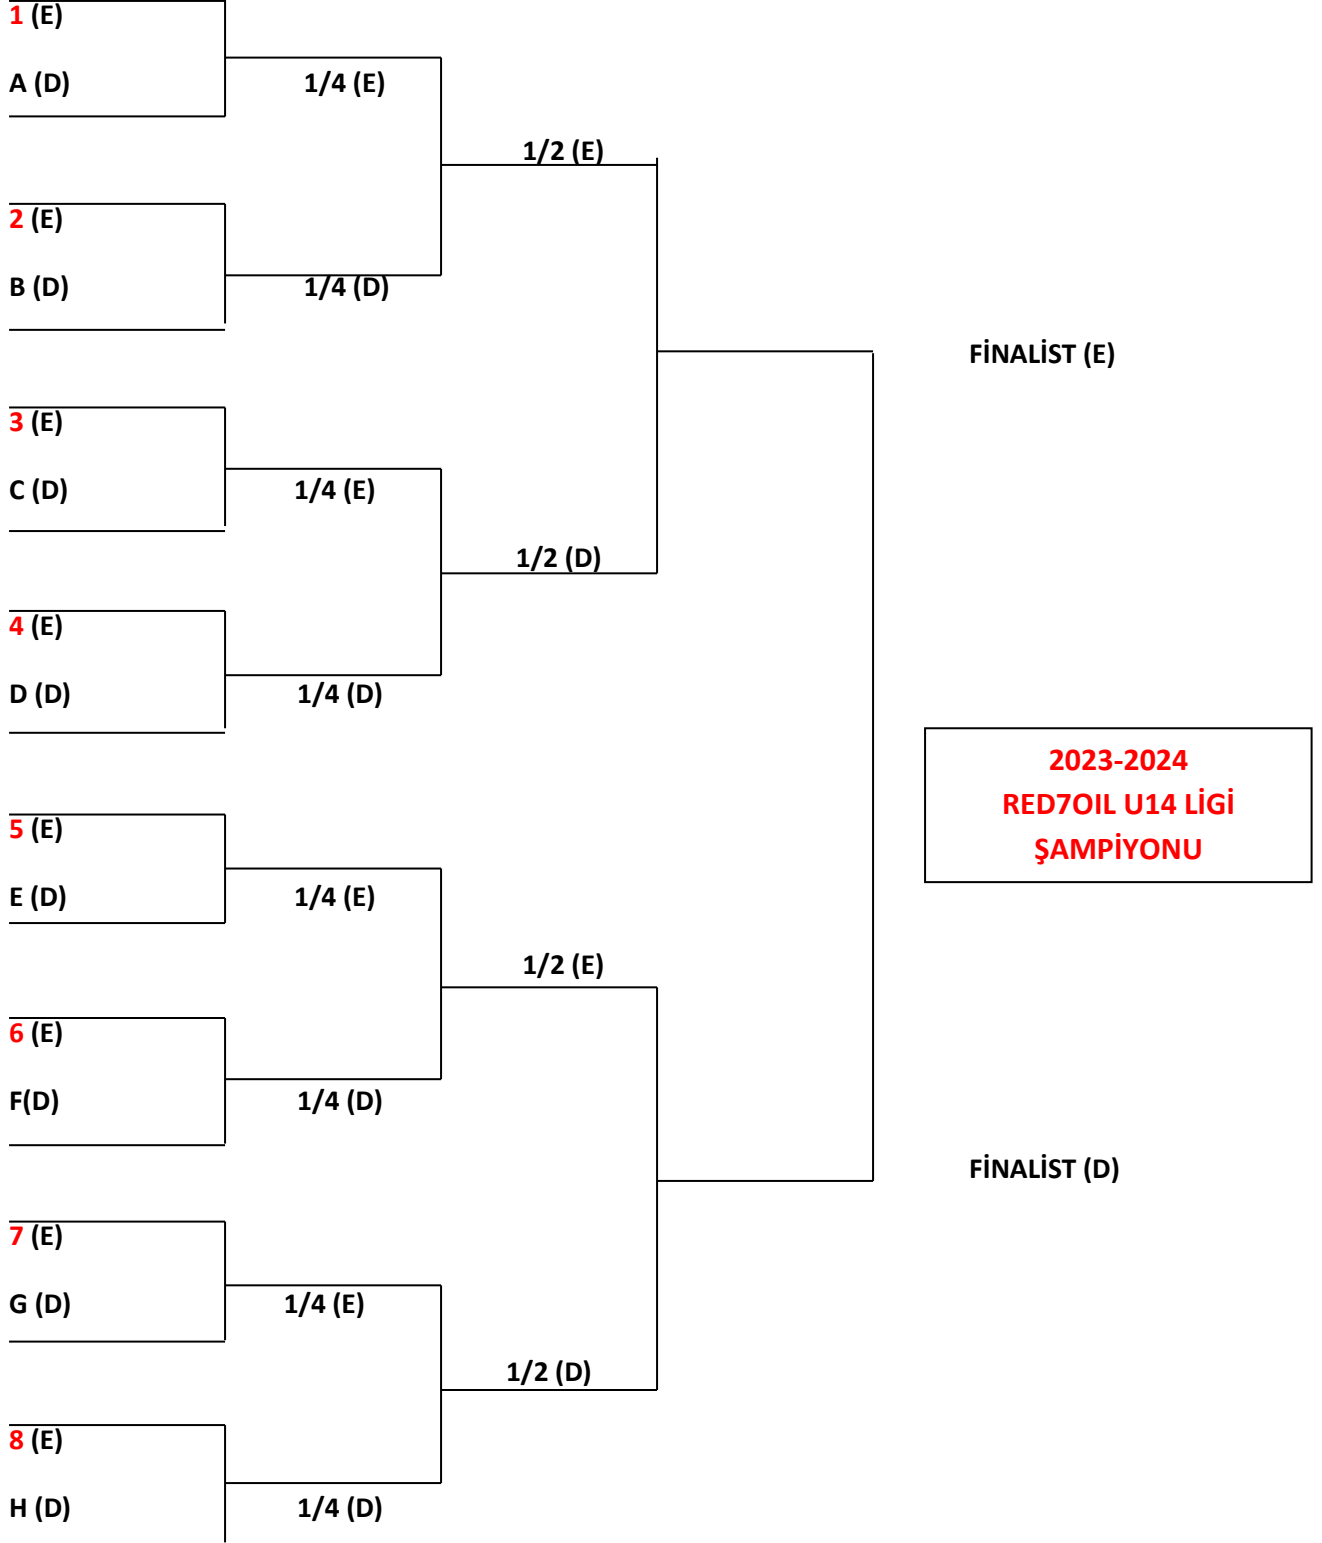 1 (E)
A (D)
1/4 (E)
1/2 (E)
2 (E)
B (D)
1/4 (D)
FİNALİST (E)
3 (E)
C (D)
1/4 (E)
1/2 (D)
4 (E)
D (D)
1/4 (D)
2023-2024
RED7OIL U14 LİGİ
ŞAMPİYONU
5 (E)
E (D)
1/4 (E)
1/2 (E)
6 (E)
F(D)
1/4 (D)
FİNALİST (D)
7 (E)
G (D)
1/4 (E)
1/2 (D)
8 (E)
H (D)
1/4 (D)